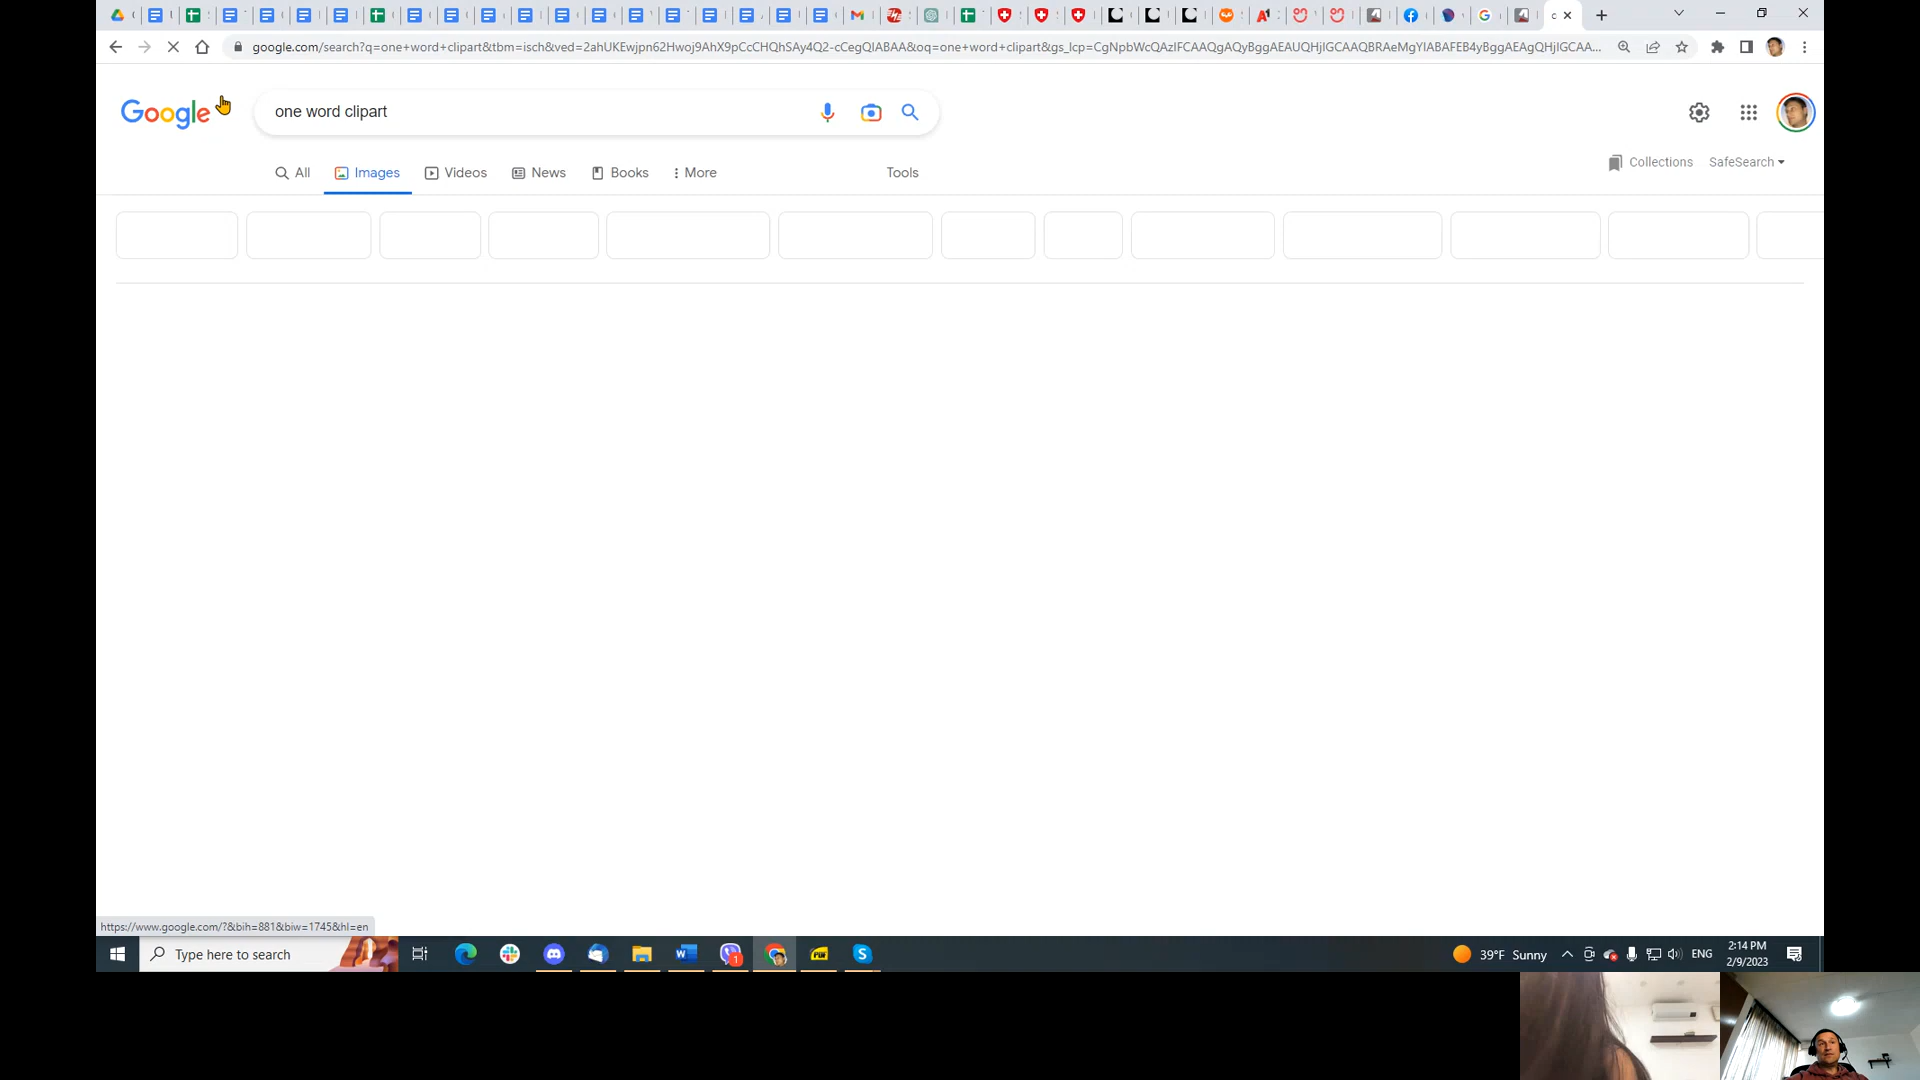 google.com/search?q=one+word+clipart&tbm=isch&ved=2ahUKEwjpn62Hwoj9AhX9pCcCHQhSAy4Q2-cCegQIABAA&oq=one+word+clipart&gs_lcp=CgNpbWcQAzIFCAAQgAQyBggAEAUQHjIGCAAQBRAeMgYIABAFEB4yBggAEAgQHjIGCAA...
Google
one word clipart
All
Images
Videos
News
Books
More
Tools
Collections
SafeSearch
https://www.google.com/?&bih=881&biw=1745&hl=en
Type here to search
1
39°F Sunny
ENG
2:14 PM
2/9/2023